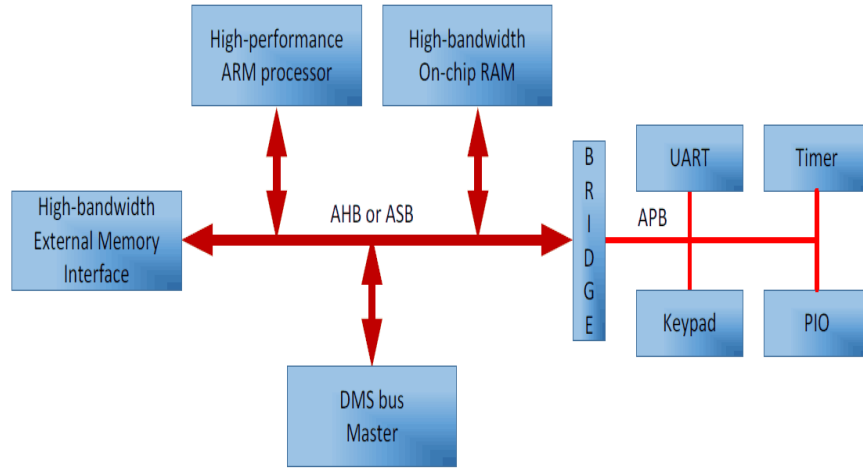 High-performance
ARM processor
High-bandwidth
On-chip RAM
High-bandwidth
External Memory
Interface
AHB or ASB
B
R
I
D
G
E
UART
Timer
APB
Keypad
PIO
DMS bus
Master